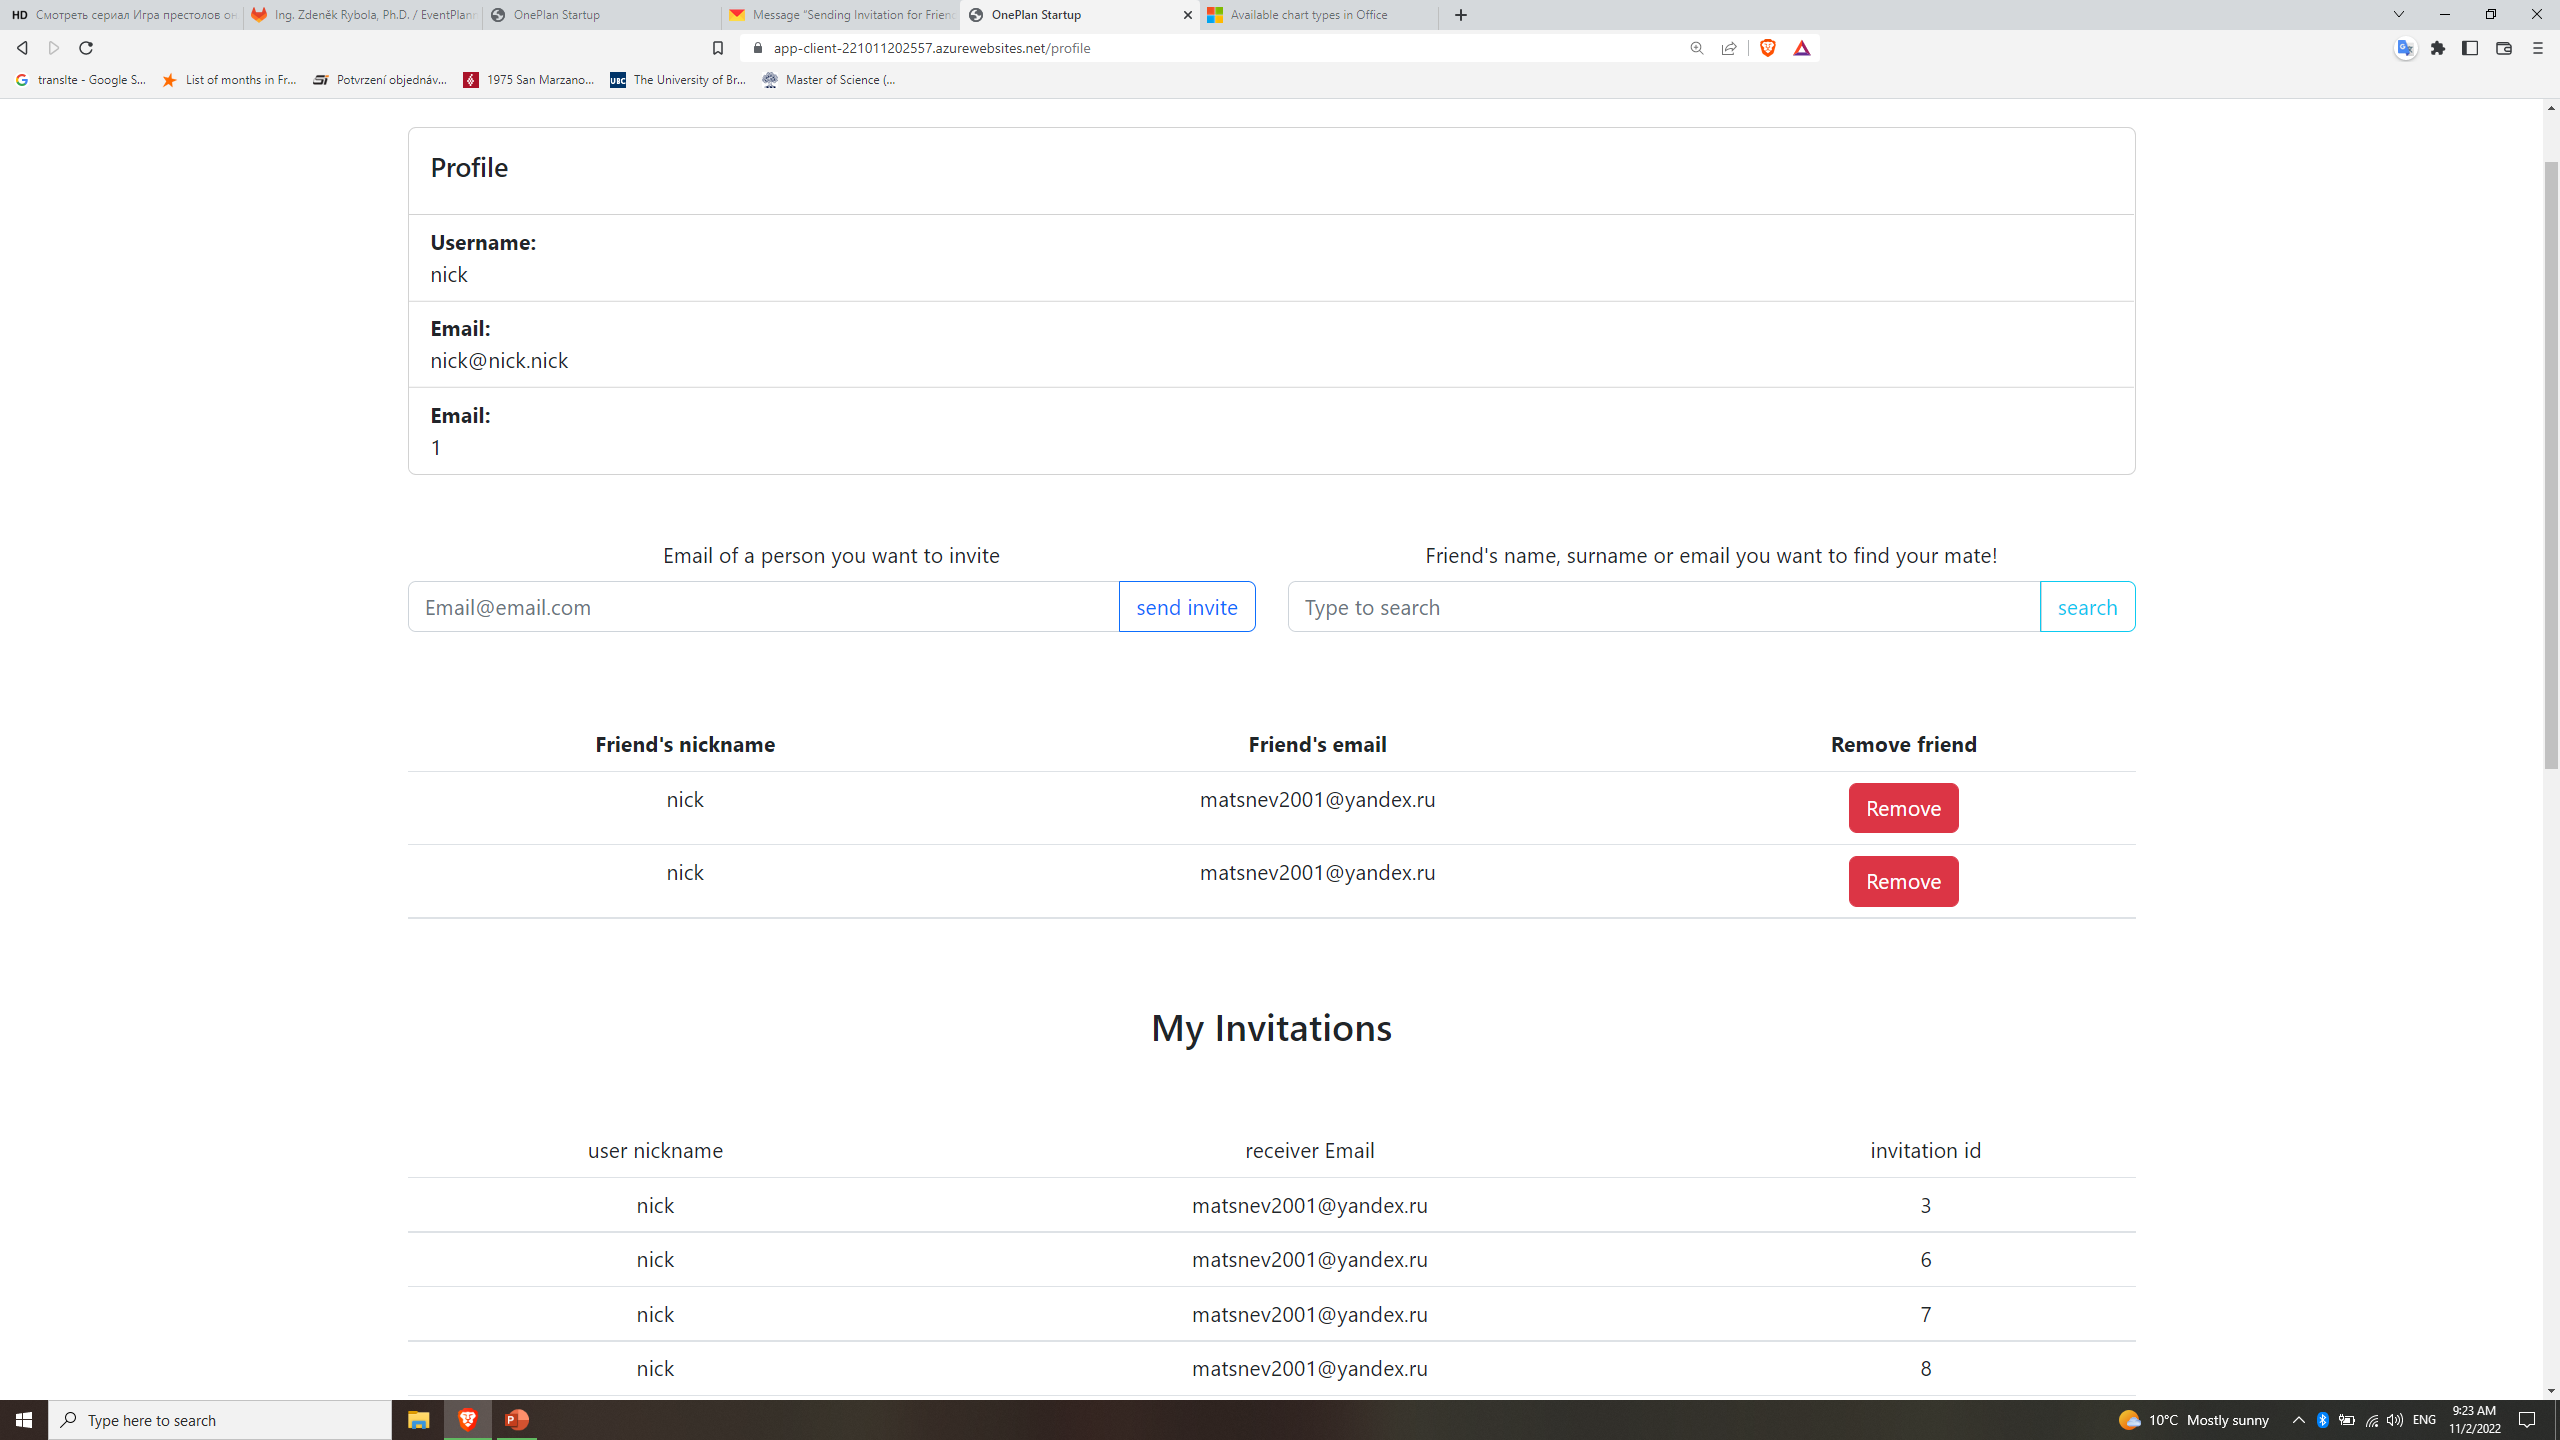 HD Смотреть сериал Игра престолов он
Ing. Zdeněk Rybola, Ph.D. / EventPlann
OnePlan Startup
Message "Sending Invitation for Frien
OnePlan Startup
Available chart types in Office
app-client-221011202557.azurewebsites.net/profile
translte - Google S...
List of months in Fr...
Potvrzení objednáv...
1975 San Marzano...
UBC The University of Br...
Master of Science (...
Profile
Username:
nick
Email:
nick@nick.nick
Email:
1
Email of a person you want to invite
Friend's name, surname or email you want to find your mate!
Email@email.com send invite
Type to search search
Friend's nickname Friend's email Remove friend
nick matsnev2001@yandex.ru Remove
nick matsnev2001@yandex.ru Remove
My Invitations
user nickname receiver Email invitation id
nick matsnev2001@yandex.ru 3
nick matsnev2001@yandex.ru 6
nick matsnev2001@yandex.ru 7
nick matsnev2001@yandex.ru 8
Type here to search
10°C Mostly sunny
ENG
9:23 AM
11/2/2022